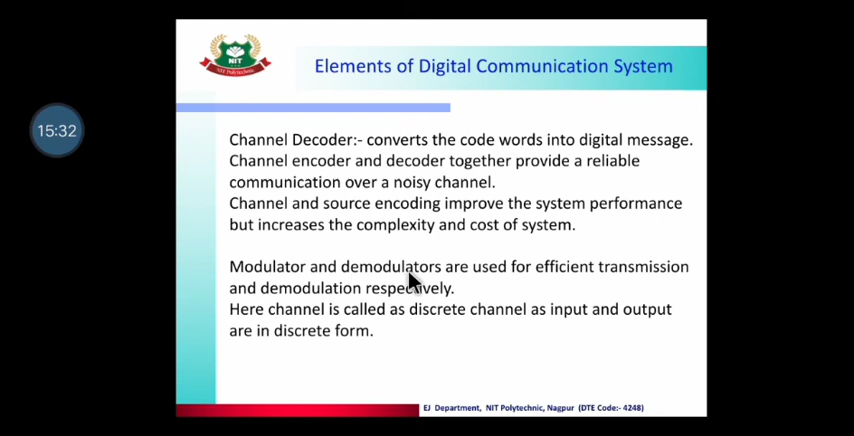 NIT
NIT Polytechnic
Elements of Digital Communication System
15:32
Channel Decoder:- converts the code words into digital message.
Channel encoder and decoder together provide a reliable
communication over a noisy channel.
Channel and source encoding improve the system performance
but increases the complexity and cost of system.
Modulator and demodulators are used for efficient transmission
and demodulation respectively.
Here channel is called as discrete channel as input and output
are in discrete form.
EJ Department, NIT Polytechnic, Nagpur (DTE Code:- 4248)